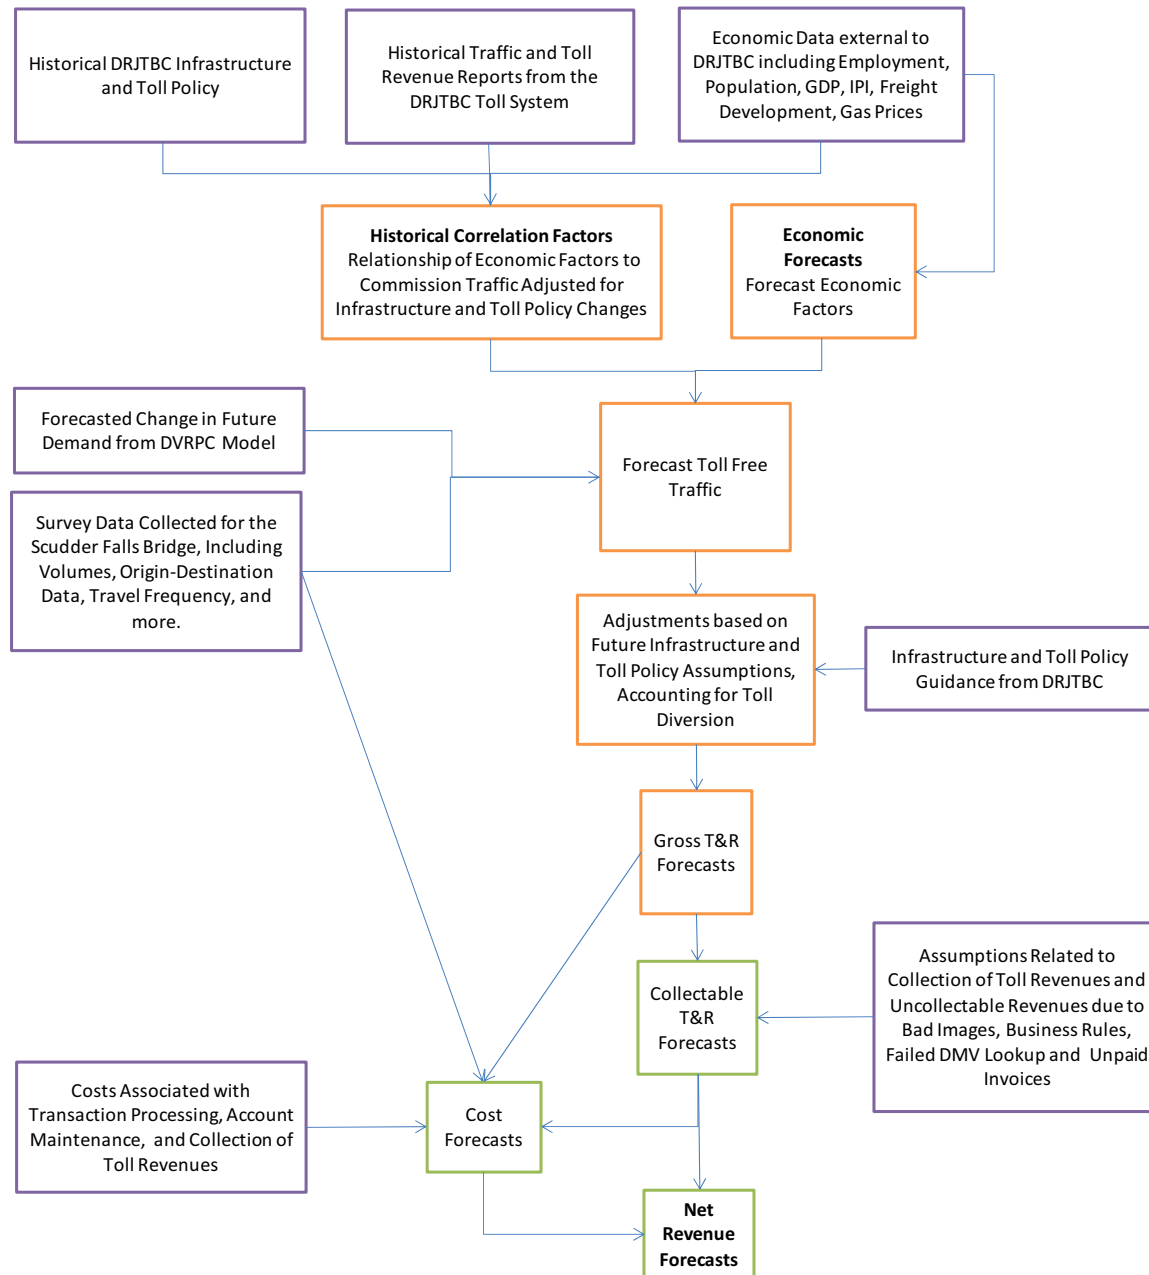 Historical DRJTBC Infrastructure
and Toll Policy
Historical Traffic and Toll
Revenue Reports from the
DRJTBC Toll System
Economic Data external to
DRJTBC including Employment,
Population, GDP, IPI, Freight
Development, Gas Prices
Historical Correlation Factors
Relationship of Economic Factors to
Commission Traffic Adjusted for
Infrastructure and Toll Policy Changes
Economic
Forecasts
Forecast Economic
Factors
Forecasted Change in Future
Demand from DVRPC Model
Forecast Toll Free
Traffic
Survey Data Collected for the
Scudder Falls Bridge, Including
Volumes, Origin-Destination
Data, Travel Frequency, and
more.
Adjustments based on
Future Infrastructure and
Toll Policy Assumptions,
Accounting for Toll
Diversion
Infrastructure and Toll Policy
Guidance from DRJTBC
Gross T&R
Forecasts
Collectable
T&R
Forecasts
Assumptions Related to
Collection of Toll Revenues and
Uncollectable Revenues due to
Bad Images, Business Rules,
Failed DMV Lookup and Unpaid
Invoices
Costs Associated with
Transaction Processing, Account
Maintenance, and Collection of
Toll Revenues
Cost
Forecasts
Net
Revenue
Forecasts